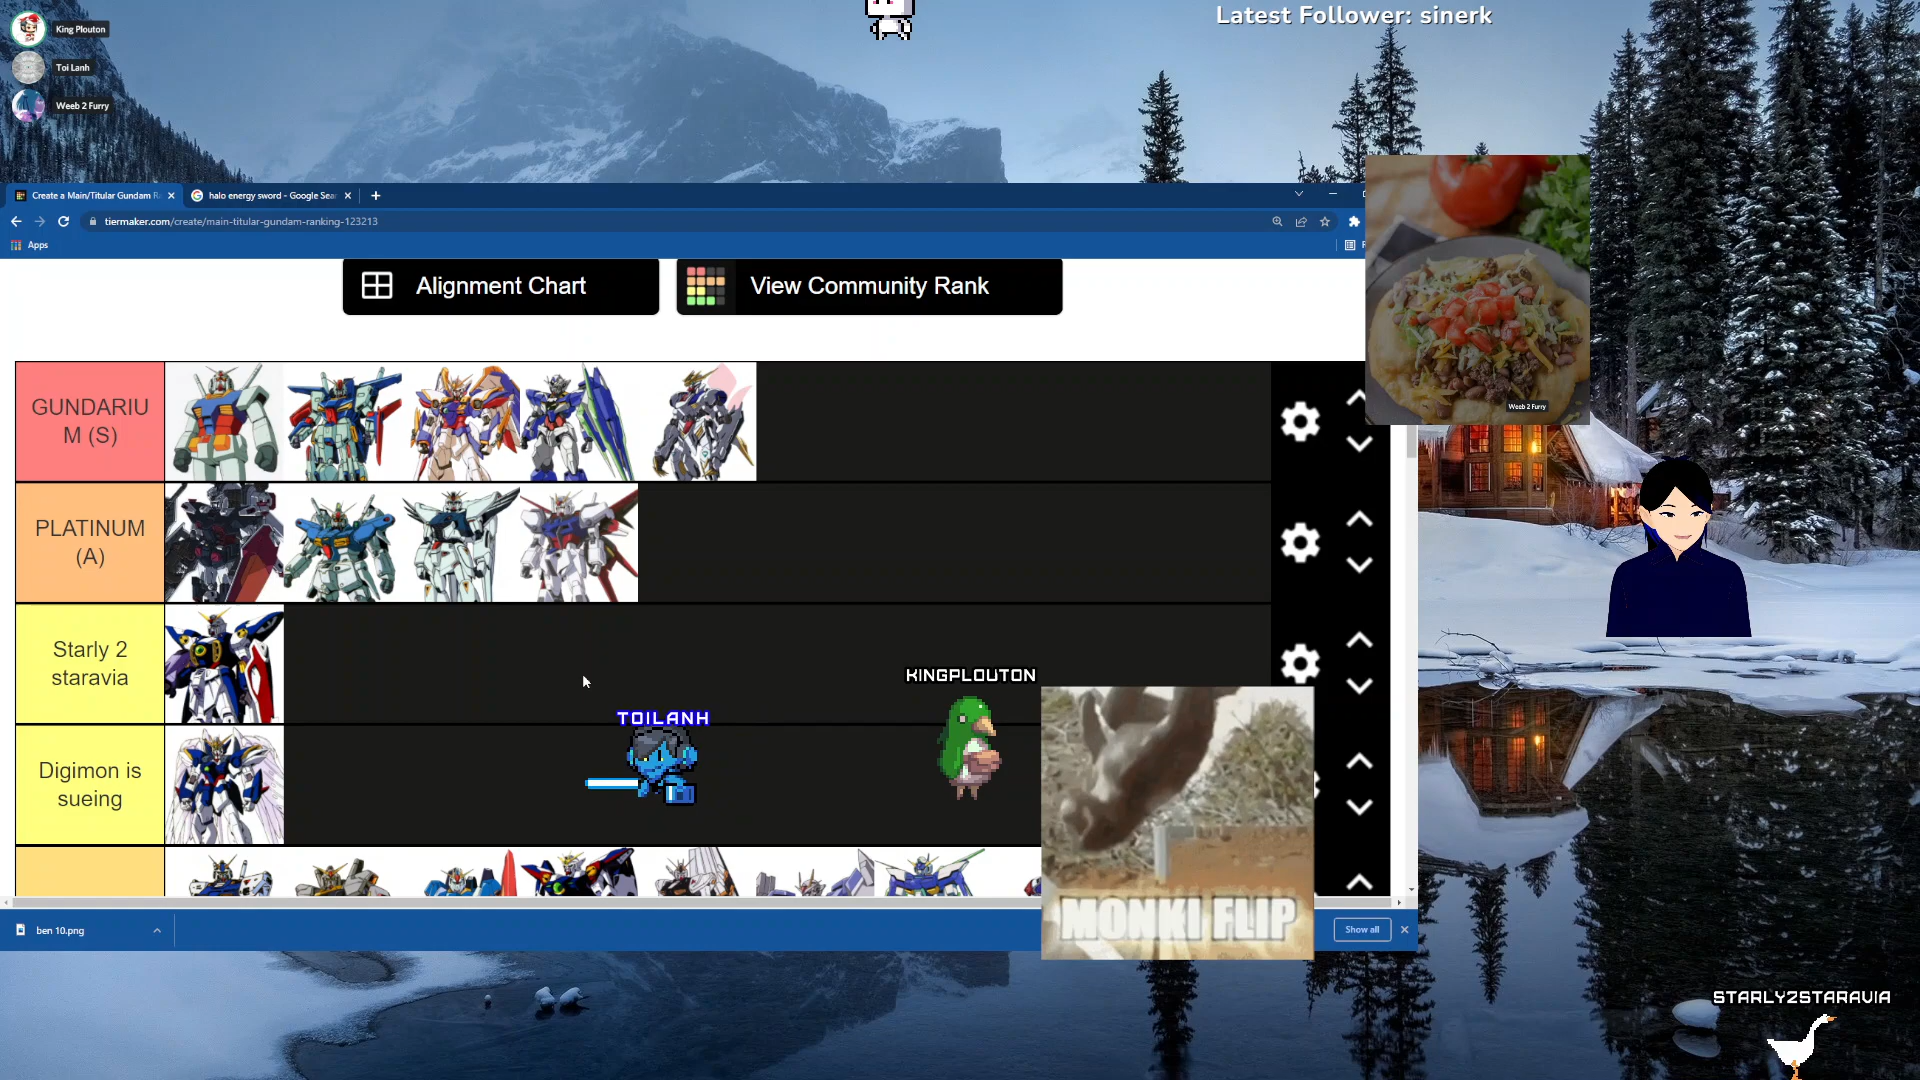 King Plouton
Latest Follower: sinerk
Toi Lanh
Weeb 2 Furry
Create a Main/Titular Gundam R
halo energy sword - Google Sea
tiermaker.com/create/main-titular-gundam-ranking-123213
Apps
Alignment Chart
View Community Rank
Weeb 2 Furry
GUNDARIU
M (S)
PLATINUM
(A)
Starly 2
staravia
KINGPLOUTON
TOILANH
Digimon is
sueing
MONKI FLIP
ben 10.png
Show all
STARLY2STARAVIA